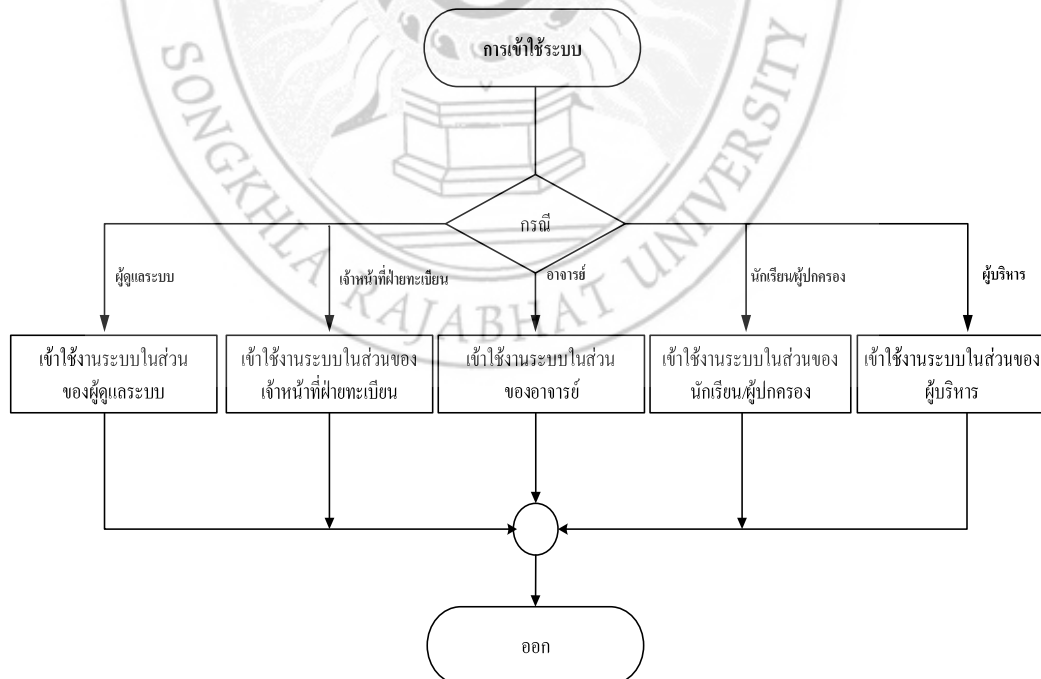 การเข้าใช้ระบบ
SONGKHLA RAJABHAT UNIVERSITY
กรณี
ผู้ดูแลระบบ
เจ้าหน้าที่ฝ่ายทะเบียน
อาจารย์
นักเรียน/ผู้ปกครอง
ผู้บริหาร
เข้าใช้งานระบบในส่วน
ของผู้ดูแลระบบ
เข้าใช้งานระบบในส่วนของ
เจ้าหน้าที่ฝ่ายทะเบียน
เข้าใช้งานระบบในส่วน
ของอาจารย์
เข้าใช้งานระบบในส่วนของ
นักเรียน/ผู้ปกครอง
เข้าใช้งานระบบในส่วนของ
ผู้บริหาร
ออก